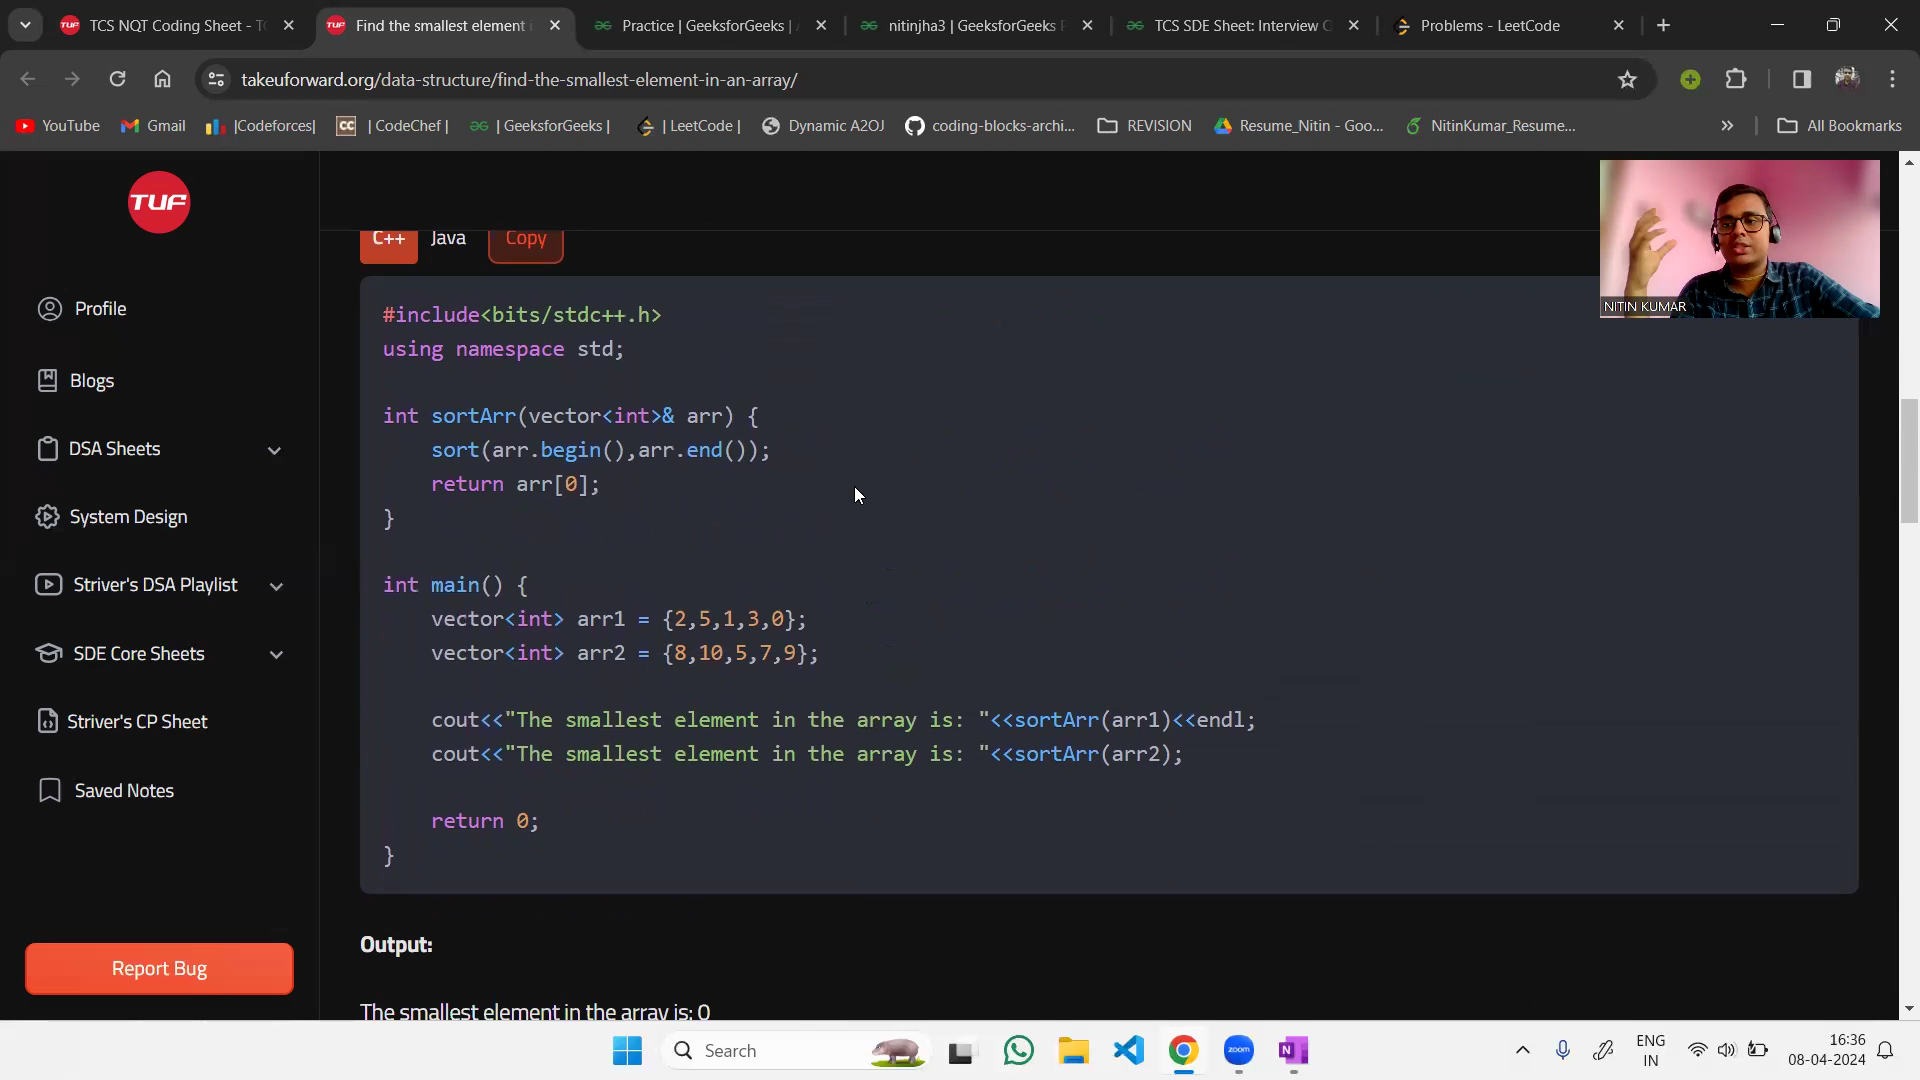 TCS NQT Coding Sheet - TC
Find the smallest element i
Practice | GeeksforGeeks | A
nitinjha3 | GeeksforGeeks P
TCS SDE Sheet: Interview C
Problems - LeetCode
takeuforward.org/data-structure/find-the-smallest-element-in-an-array/
YouTube
Gmail
|Codeforces|
CC
| CodeChef |
| GeeksforGeeks |
| LeetCode |
Dynamic A2OJ
coding-blocks-archi...
REVISION
Resume_Nitin - Goo...
NitinKumar_Resume...
All Bookmarks
TUF
Profile
Blogs
DSA Sheets
System Design
Striver's DSA Playlist
SDE Core Sheets
Striver's CP Sheet
Saved Notes
Report Bug
C++ Java Copy
#include<bits/stdc++.h>
using namespace std;
int sortArr(vector<int>& arr) {
sort(arr.begin(),arr.end());
return arr[0];
}
int main() {
vector<int> arr1 = {2,5,1,3,0};
vector<int> arr2 = {8,10,5,7,9};
cout<<"The smallest element in the array is: "<<sortArr(arr1)<<endl;
cout<<"The smallest element in the array is: "<<sortArr(arr2);
return 0;
}
Output:
The smallest element in the array is: 0
NITIN KUMAR
Search
zoom
N
ENG
IN
16:36
08-04-2024